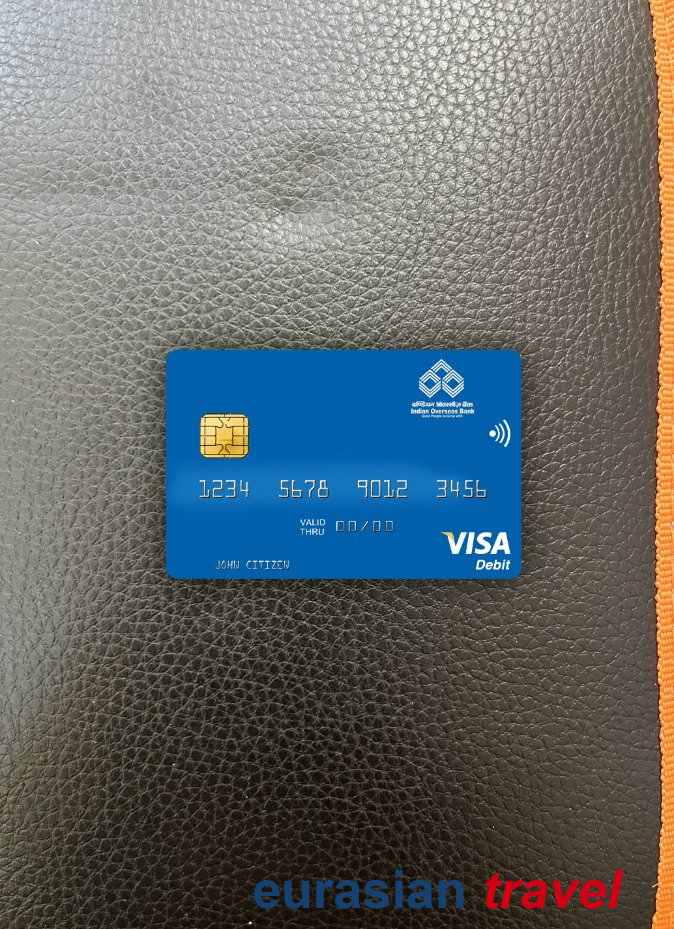 Indian Overseas Bank
1234 5678 9012 3456
VALID
THRU 00/00
VISA
Debit
JOHN CITIZEN
eurasian travel